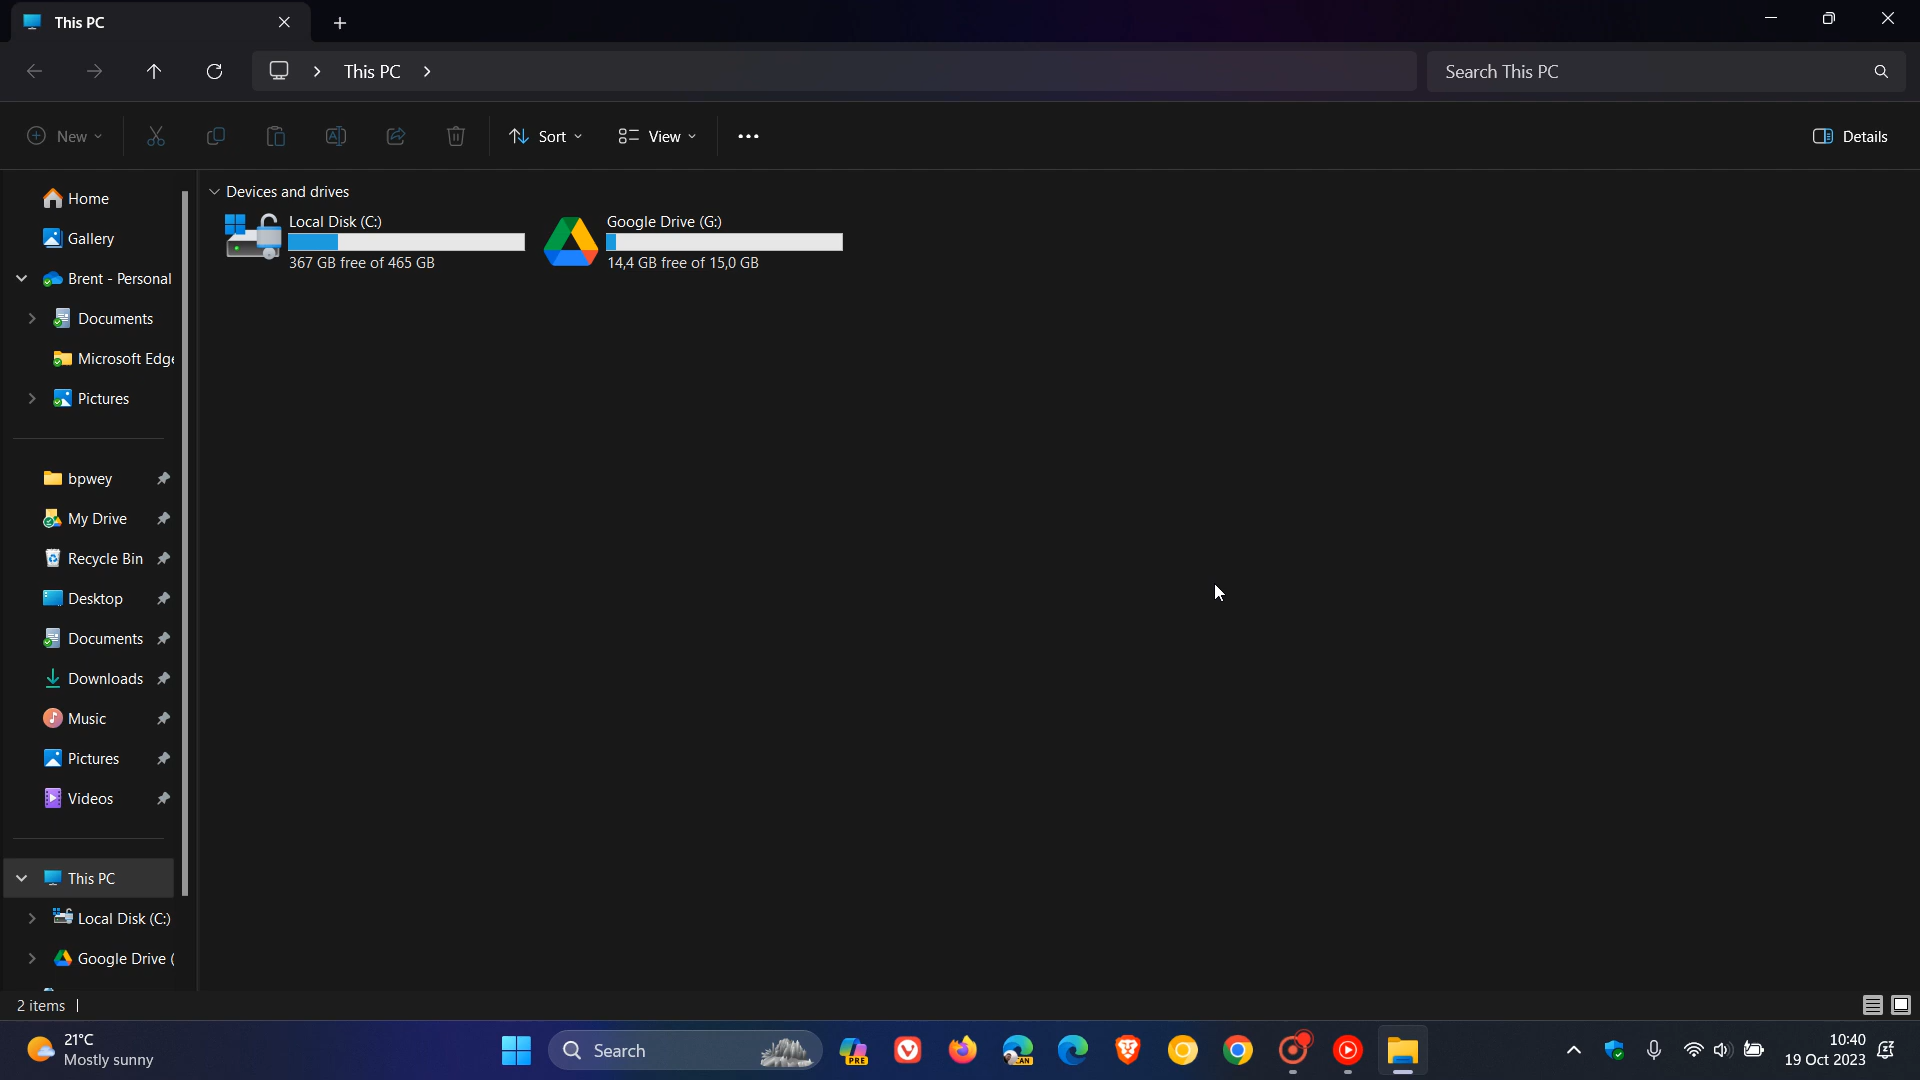 This PC
This PC
Search This PC
New
Sort
View
Details
Home
Gallery
Brent - Personal
Documents
Microsoft Edge
Pictures
bpwey
My Drive
Recycle Bin
Desktop
Documents
Downloads
Music
Pictures
Videos
This PC
Local Disk (C:)
Google Drive (
Devices and drives
Local Disk (C:)
367 GB free of 465 GB
Google Drive (G:)
14,4 GB free of 15,0 GB
2 items
21°C
Mostly sunny
Search
PRE
CAN
10:40
19 Oct 2023